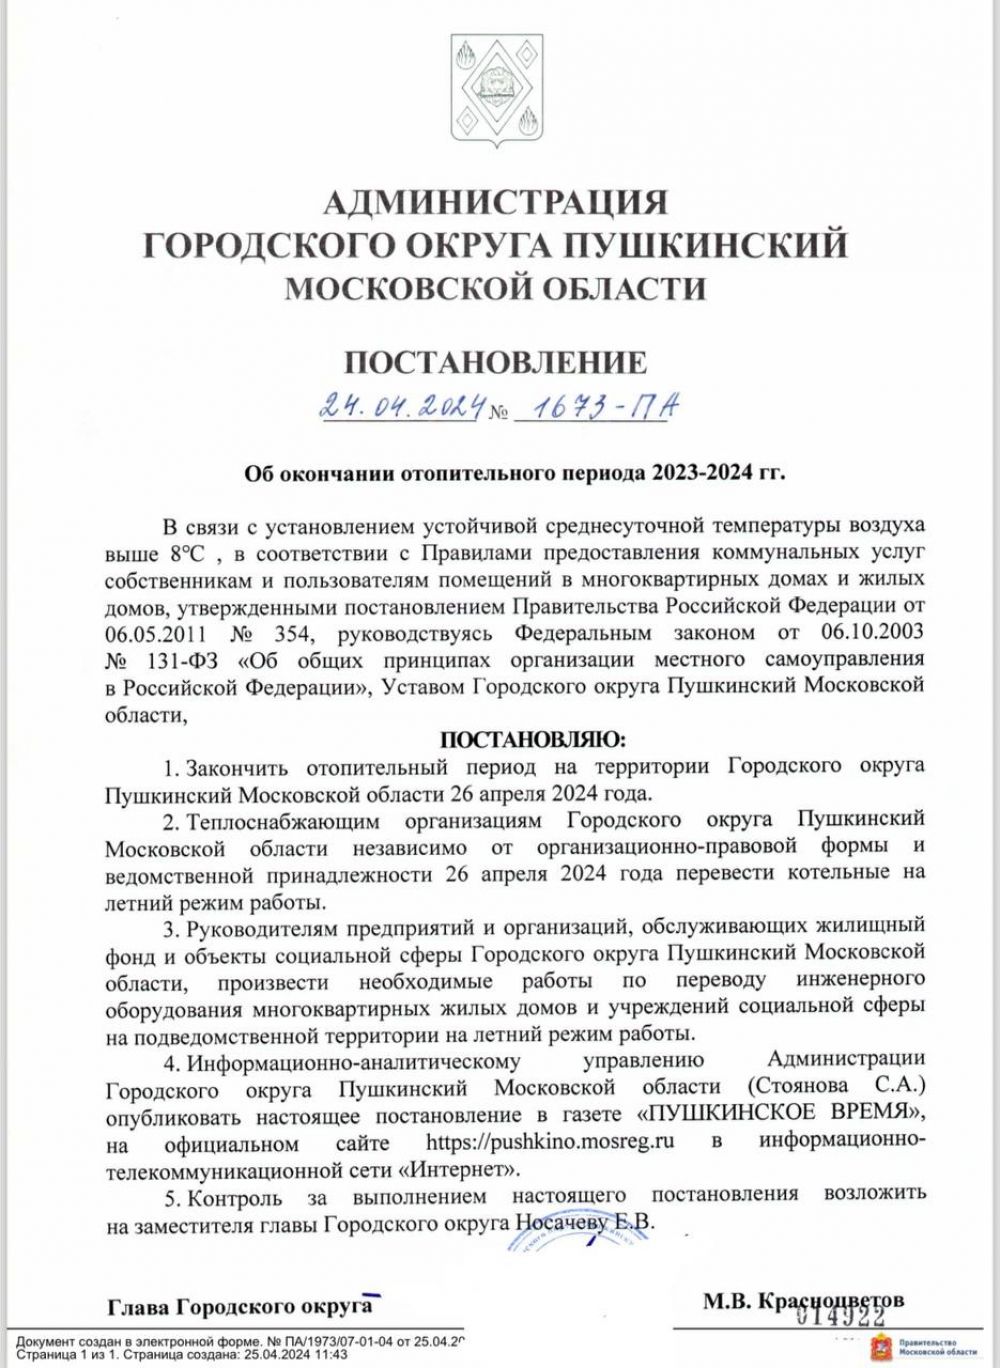 АДМИНИСТРАЦИЯ
ГОРОДСКОГО ОКРУГА ПУШКИНСКИЙ
МОСКОВСКОЙ ОБЛАСТИ
ПОСТАНОВЛЕНИЕ
24.04.2024 № 1673-ПА
Об окончании отопительного периода 2023-2024 гг.
В связи с установлением устойчивой среднесуточной температуры воздуха
выше 8°С , в соответствии с Правилами предоставления коммунальных услуг
собственникам и пользователям помещений в многоквартирных домах и жилых
домов, утвержденными постановлением Правительства Российской Федерации от
06.05.2011 № 354, руководствуясь Федеральным законом от 06.10.2003
№ 131-ФЗ «Об общих принципах организации местного самоуправления
в Российской Федерации», Уставом Городского округа Пушкинский Московской
области,
ПОСТАНОВЛЯЮ:
1. Закончить отопительный период на территории Городского округа
Пушкинский Московской области 26 апреля 2024 года.
2. Теплоснабжающим организациям Городского округа Пушкинский
Московской области независимо от организационно-правовой формы и
ведомственной принадлежности 26 апреля 2024 года перевести котельные на
летний режим работы.
3. Руководителям предприятий и организаций, обслуживающих жилищный
фонд и объекты социальной сферы Городского округа Пушкинский Московской
области, произвести необходимые работы по переводу инженерного
оборудования многоквартирных жилых домов и учреждений социальной сферы
на подведомственной территории на летний режим работы.
4. Информационно-аналитическому управлению Администрации
Городского округа Пушкинский Московской области (Стоянова С.А.)
опубликовать настоящее постановление в газете «ПУШКИНСКОЕ ВРЕМЯ»,
на официальном сайте https://pushkino.mosreg.ru в информационно-
телекоммуникационной сети «Интернет».
5. Контроль за выполнением настоящего постановления возложить
на заместителя главы Городского округа Носачеву Е.В.
Глава Городского округа М.В. Красноцветов
014922
Документ создан в электронной форме. № ПА/1973/07-01-04 от 25.04.20
Страница 1 из 1. Страница создана: 25.04.2024 11:43
Правительство
Московской области